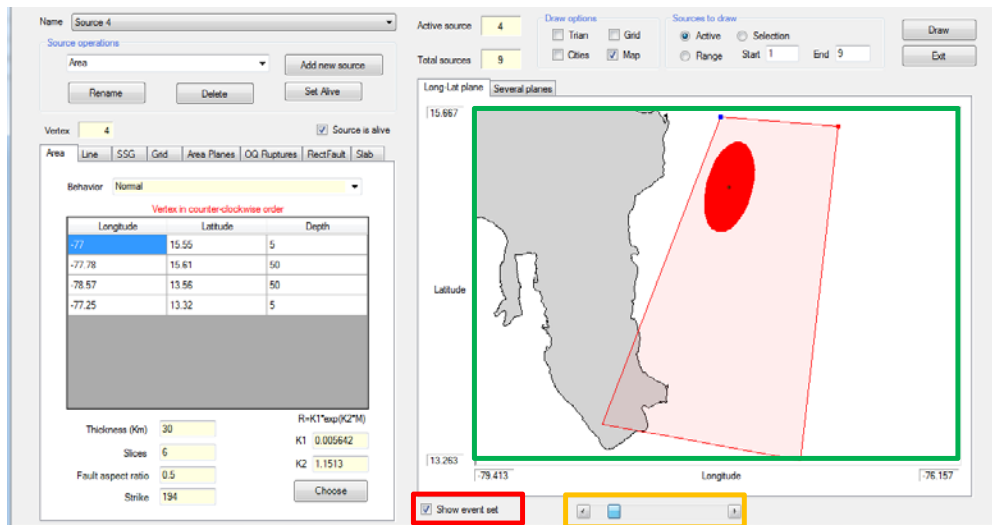 Name Source 4
Source operations
Area Add new source
Rename Delete Set Alive
Vertex 4 Source is alive
Area Line SSG Grid Area Planes OQ Ruptures RectFault Slab
Behavior Normal
Vertex in counter-clockwise order
Longitude Latitude Depth
-77 15.55 5
-77.78 15.61 50
-78.57 13.56 50
-77.25 13.32 5
Thickness (Km) 30
Slices 6
Fault aspect ratio 0.5
Strike 194
R=K1*exp(K2*M)
K1 0.005642
K2 1.1513
Choose
Active source 4
Total sources 9
Draw options
Trian Grid
Cities Map
Sources to draw
Active Selection
Range Start 1 End 9
Draw
Exit
Long-Lat plane Several planes
15.667
Latitude
13.263
-79.413 Longitude -76.157
Show event set